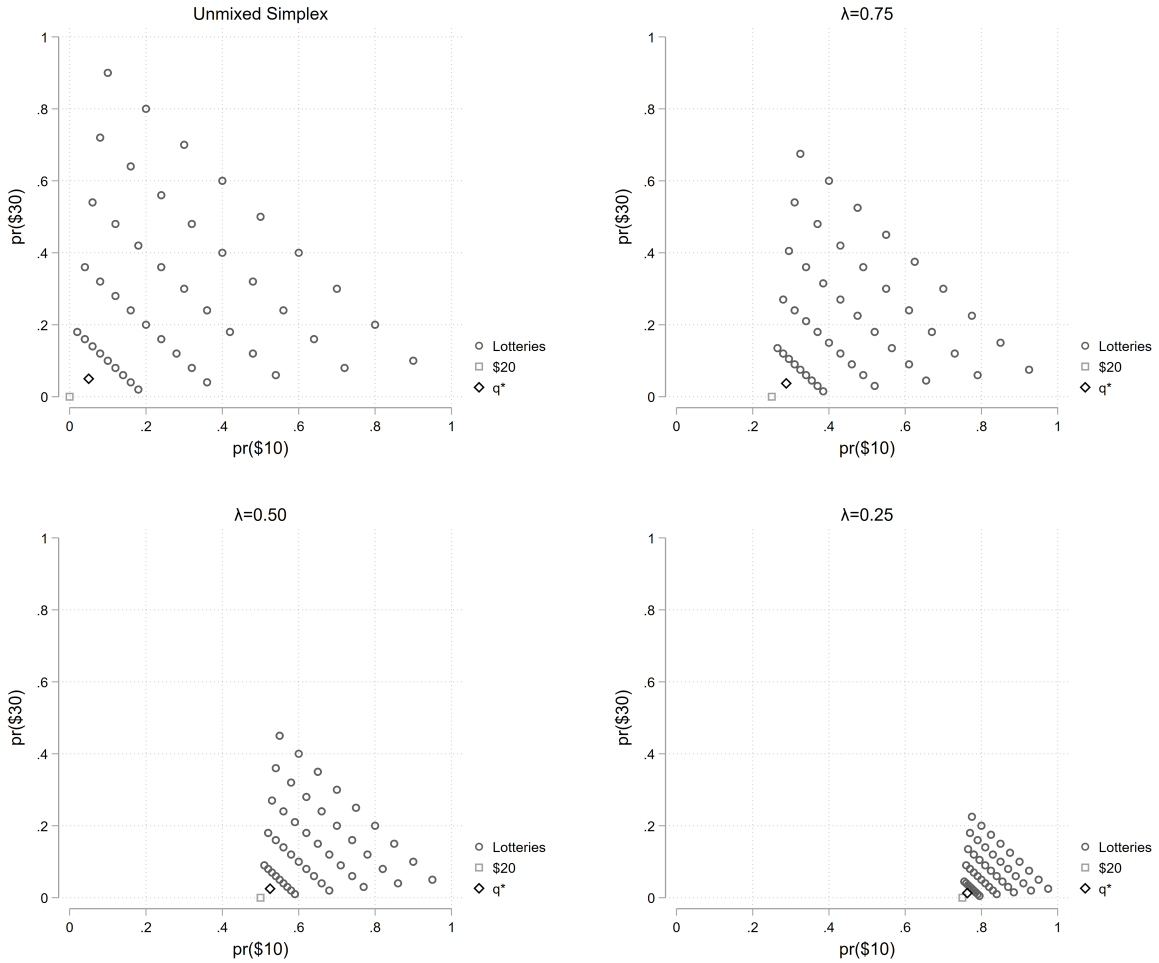 Unmixed Simplex
1
.8
.6
.4
.2
0
pr($30)
0 .2 .4 .6 .8 1
pr($10)
Lotteries
$20
q*
λ=0.75
1
.8
.6
.4
.2
0
pr($30)
0 .2 .4 .6 .8 1
pr($10)
Lotteries
$20
q*
λ=0.50
1
.8
.6
.4
.2
0
pr($30)
0 .2 .4 .6 .8 1
pr($10)
Lotteries
$20
q*
λ=0.25
1
.8
.6
.4
.2
0
pr($30)
0 .2 .4 .6 .8 1
pr($10)
Lotteries
$20
q*